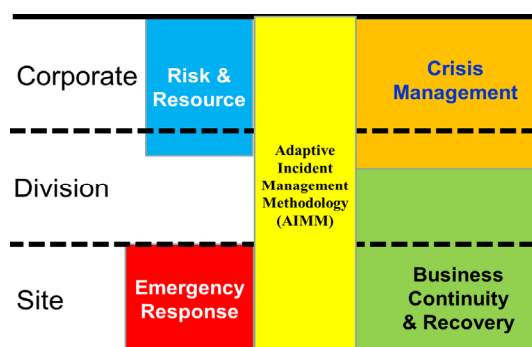 Corporate
Risk &
Resource
Crisis
Management
Adaptive
Incident
Management
Methodology
(AIMM)
Division
Site
Emergency
Response
Business
Continuity
& Recovery